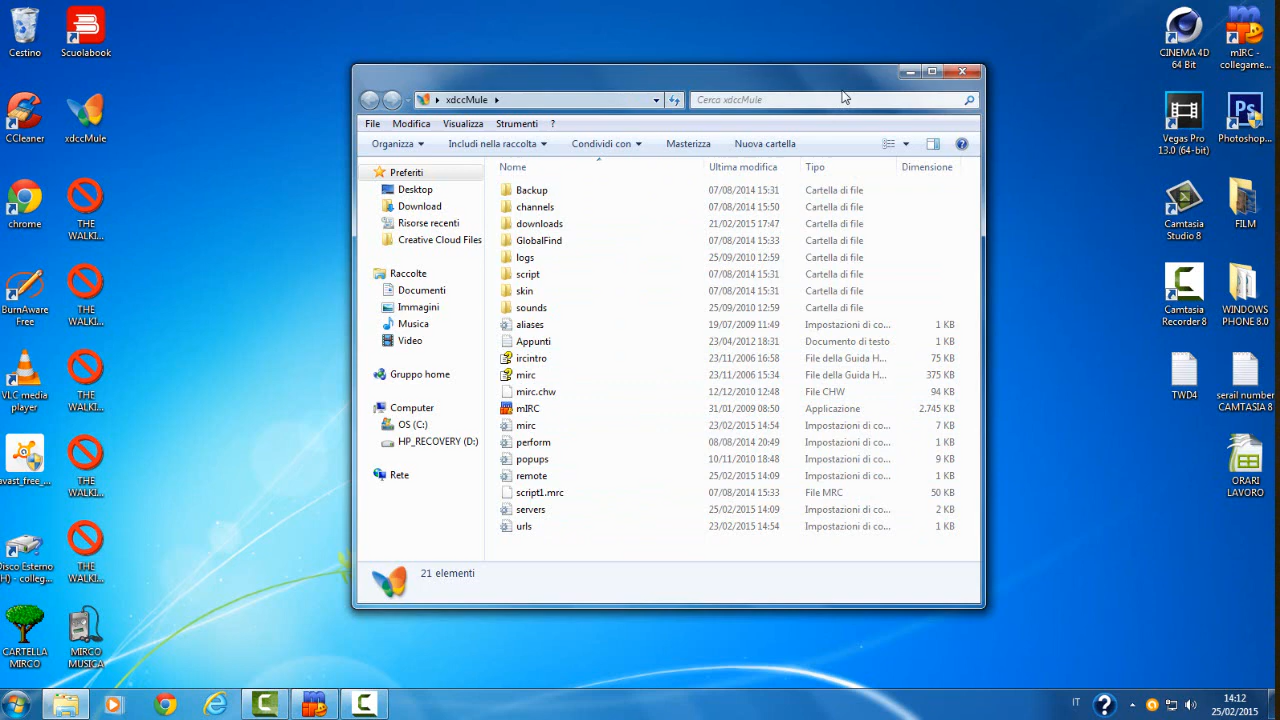 Cestino
Scuolabook
CCleaner
xdccMule
chrome
THE
WALKI...
BurnAware
Free
THE
WALKI...
VLC media
player
THE
WALKI...
avast_free_...
THE
WALKI...
Disco Esterno
(H) - colleg...
THE
WALKI...
CARTELLA
MIRCO
MIRCO
MUSICA
xdccMule
Cerca xdccMule
File Modifica Visualizza Strumenti ?
Organizza Includi nella raccolta Condividi con Masterizza Nuova cartella
Preferiti
Desktop
Download
Risorse recenti
Creative Cloud Files
Raccolte
Documenti
Immagini
Musica
Video
Gruppo home
Computer
OS (C:)
HP_RECOVERY (D:)
Rete
Nome Ultima modifica Tipo Dimensione
Backup 07/08/2014 15:31 Cartella di file
channels 07/08/2014 15:50 Cartella di file
downloads 21/02/2015 17:47 Cartella di file
GlobalFind 07/08/2014 15:33 Cartella di file
logs 25/09/2010 12:59 Cartella di file
script 07/08/2014 15:31 Cartella di file
skin 07/08/2014 15:31 Cartella di file
sounds 25/09/2010 12:59 Cartella di file
aliases 19/07/2009 11:49 Impostazioni di co... 1 KB
Appunti 23/04/2012 18:31 Documento di testo 1 KB
ircintro 23/11/2006 16:58 File della Guida H... 75 KB
mirc 23/11/2006 15:34 File della Guida H... 375 KB
mirc.chw 12/12/2010 12:48 File CHW 94 KB
mIRC 31/01/2009 08:50 Applicazione 2.745 KB
mirc 23/02/2015 14:54 Impostazioni di co... 7 KB
perform 08/08/2014 20:49 Impostazioni di co... 1 KB
popups 10/11/2010 18:48 Impostazioni di co... 9 KB
remote 25/02/2015 14:09 Impostazioni di co... 1 KB
script1.mrc 07/08/2014 15:33 File MRC 50 KB
servers 25/02/2015 14:09 Impostazioni di co... 2 KB
urls 23/02/2015 14:54 Impostazioni di co... 1 KB
21 elementi
CINEMA 4D
64 Bit
mIRC -
collegame...
Vegas Pro
13.0 (64-bit)
Photoshop...
Camtasia
Studio 8
FILM
Camtasia
Recorder 8
WINDOWS
PHONE 8.0
TWD4
serail number
CAMTASIA 8
ORARI
LAVORO
IT
14:12
25/02/2015